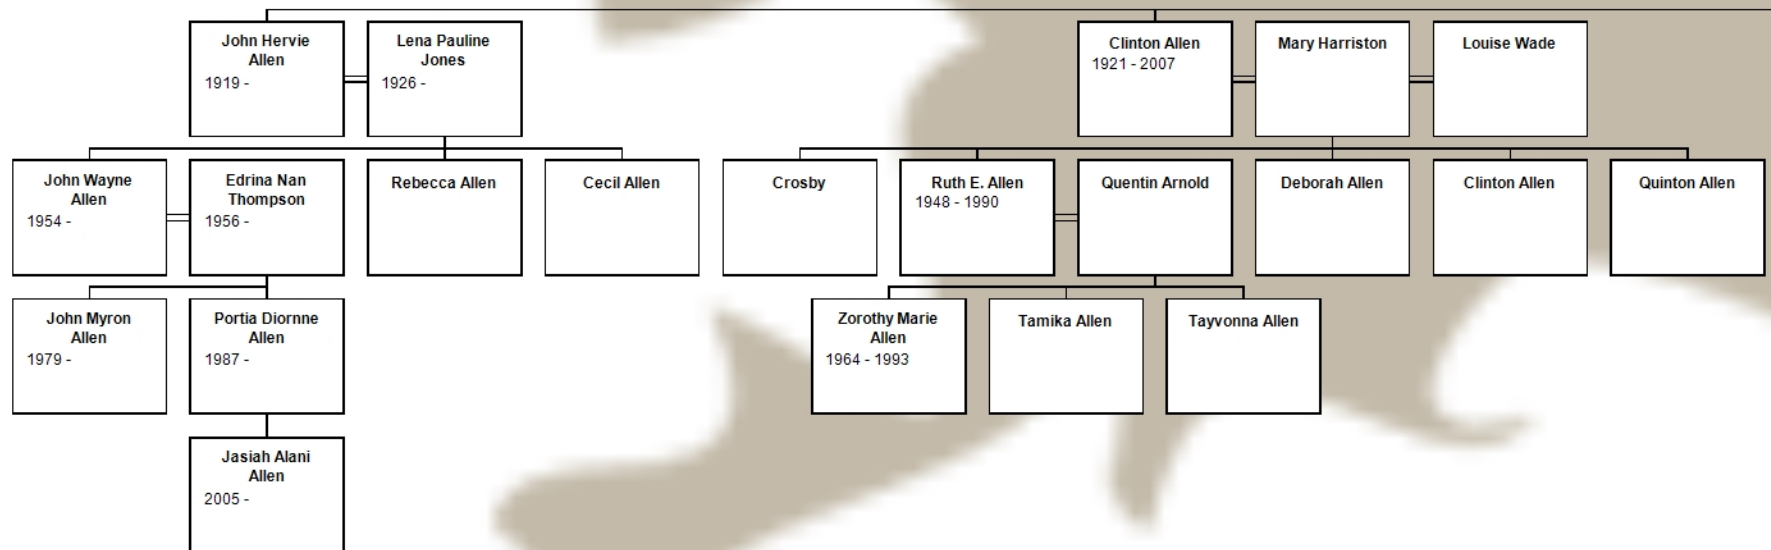 John Hervie
Allen
1919 -
Lena Pauline
Jones
1926 -
Clinton Allen
1921 - 2007
Mary Harriston
Louise Wade
John Wayne
Allen
1954 -
Edrina Nan
Thompson
1956 -
Rebecca Allen
Cecil Allen
Crosby
Ruth E. Allen
1948 - 1990
Quentin Arnold
Deborah Allen
Clinton Allen
Quinton Allen
John Myron
Allen
1979 -
Portia Diornne
Allen
1987 -
Zorothy Marie
Allen
1964 - 1993
Tamika Allen
Tayvonna Allen
Jasiah Alani
Allen
2005 -